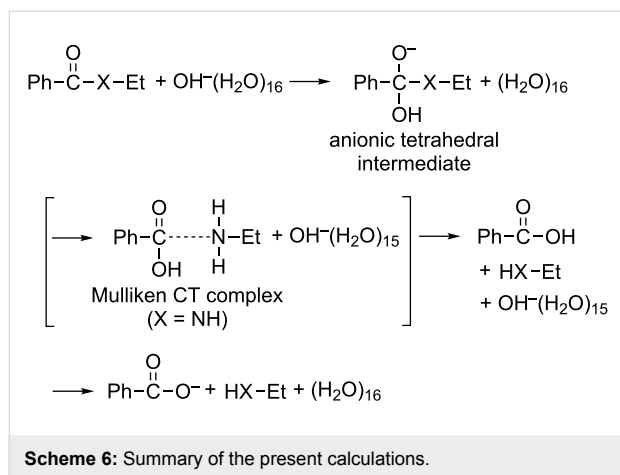 O
Ph–C–X–Et + OH⁻(H₂O)₁₆ ⟶ Ph–C–X–Et + (H₂O)₁₆
O⁻
OH
anionic tetrahedral
intermediate
O H
Ph–C-----N–Et + OH⁻(H₂O)₁₅ ⟶ Ph–C–OH
OH H
O
Mulliken CT complex
(X = NH)
+ HX–Et
+ OH⁻(H₂O)₁₅
O
⟶ Ph–C–O⁻ + HX–Et + (H₂O)₁₆
Scheme 6: Summary of the present calculations.